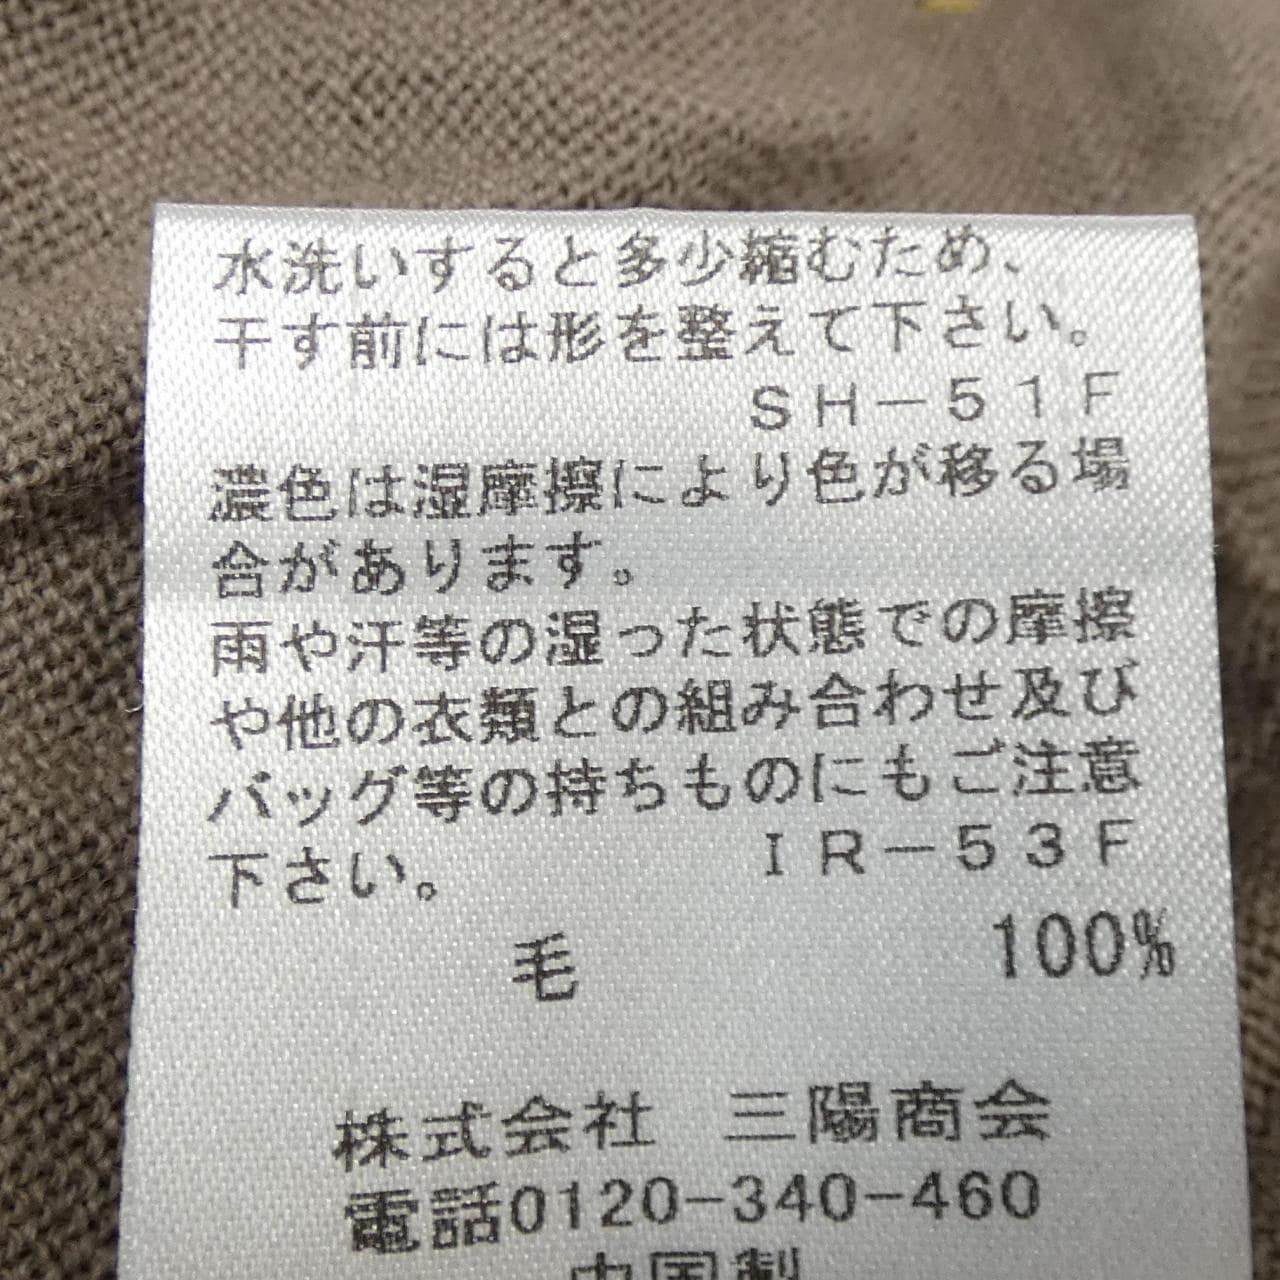 水洗いすると多少縮むため、
干す前には形を整えて下さい。
SH-51F
濃色は湿摩擦により色が移る場
合があります。
雨や汗等の湿った状態での摩擦
や他の衣類との組み合わせ及び
バッグ等の持ちものにもご注意
下さい。 IR-53F
毛 100%
株式会社 三陽商会
電話0120-340-460
中国製